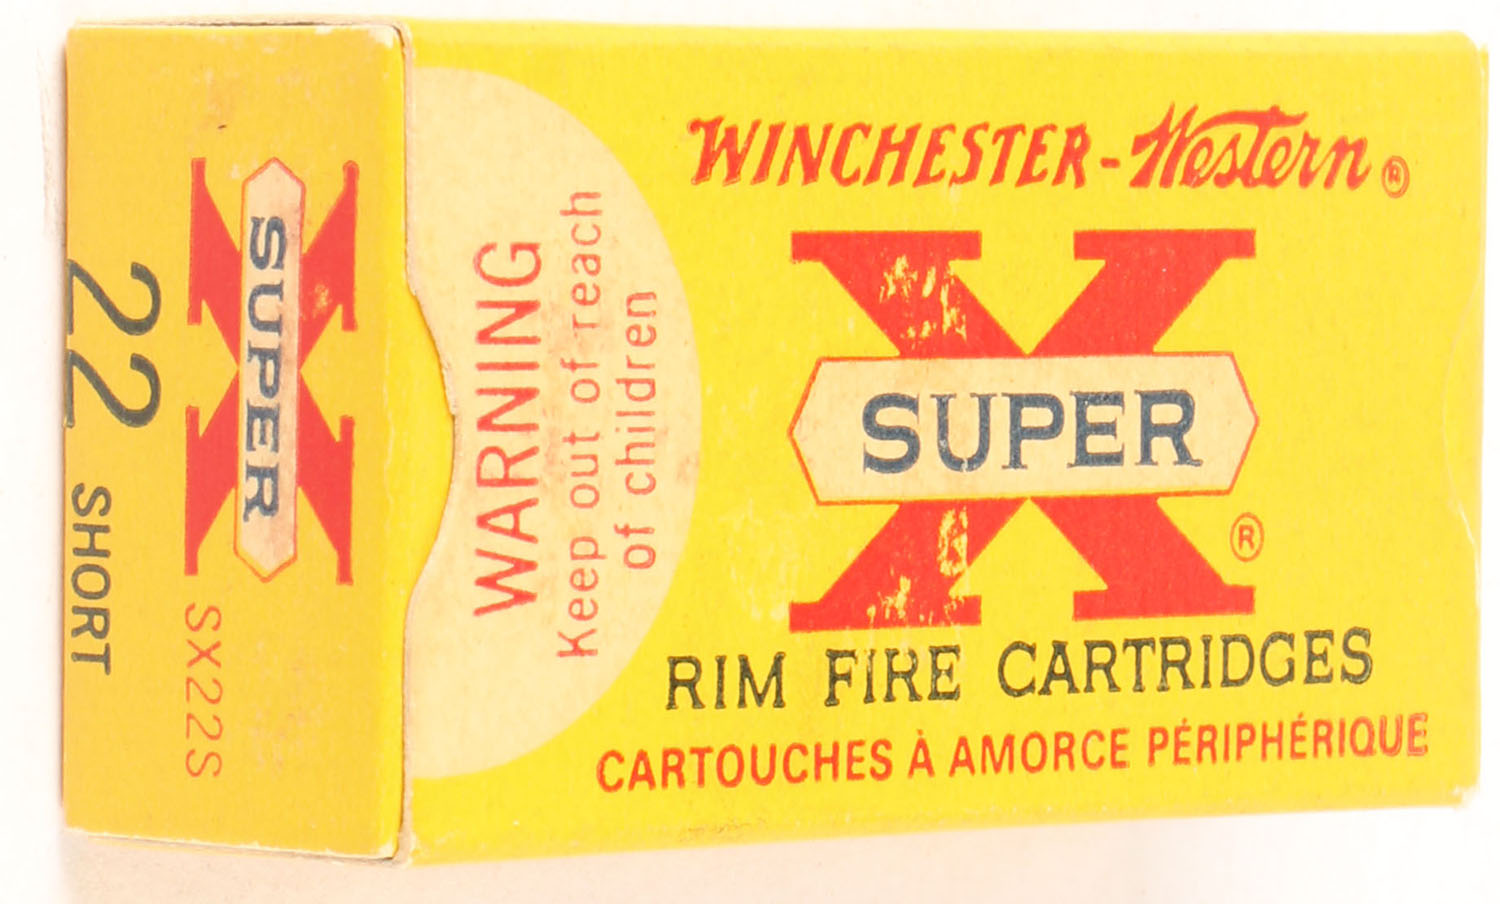 WINCHESTER-Western ®
X
SUPER
®
RIM FIRE CARTRIDGES
CARTOUCHES À AMORCE PÉRIPHÉRIQUE
WARNING
Keep out of reach
of children
X
SUPER
SX22S
22 SHORT